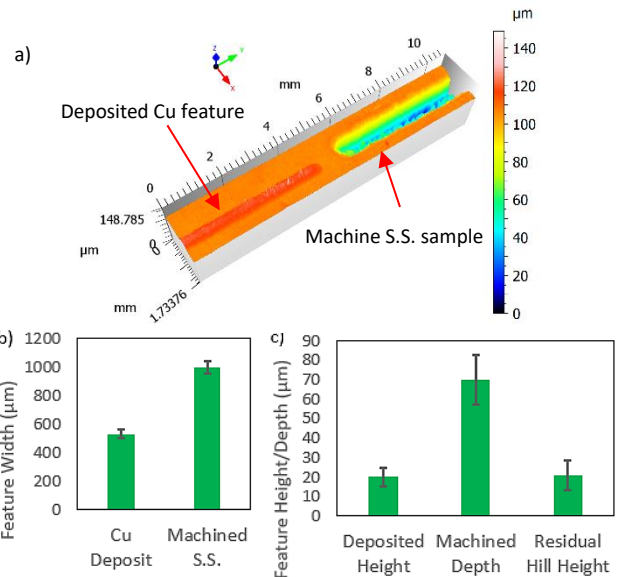 a)
µm
140
120
100
80
60
40
20
0
z
y
x
mm
10
8
6
4
2
0
Deposited Cu feature
Machine S.S. sample
148.785
µm
0
0
mm
1.73376
b)
Feature Width (µm)
1200
1000
800
600
400
200
0
Cu
Deposit
Machined
S.S.
c)
Feature Height/Depth (µm)
90
80
70
60
50
40
30
20
10
0
Deposited
Height
Machined
Depth
Residual
Hill Height